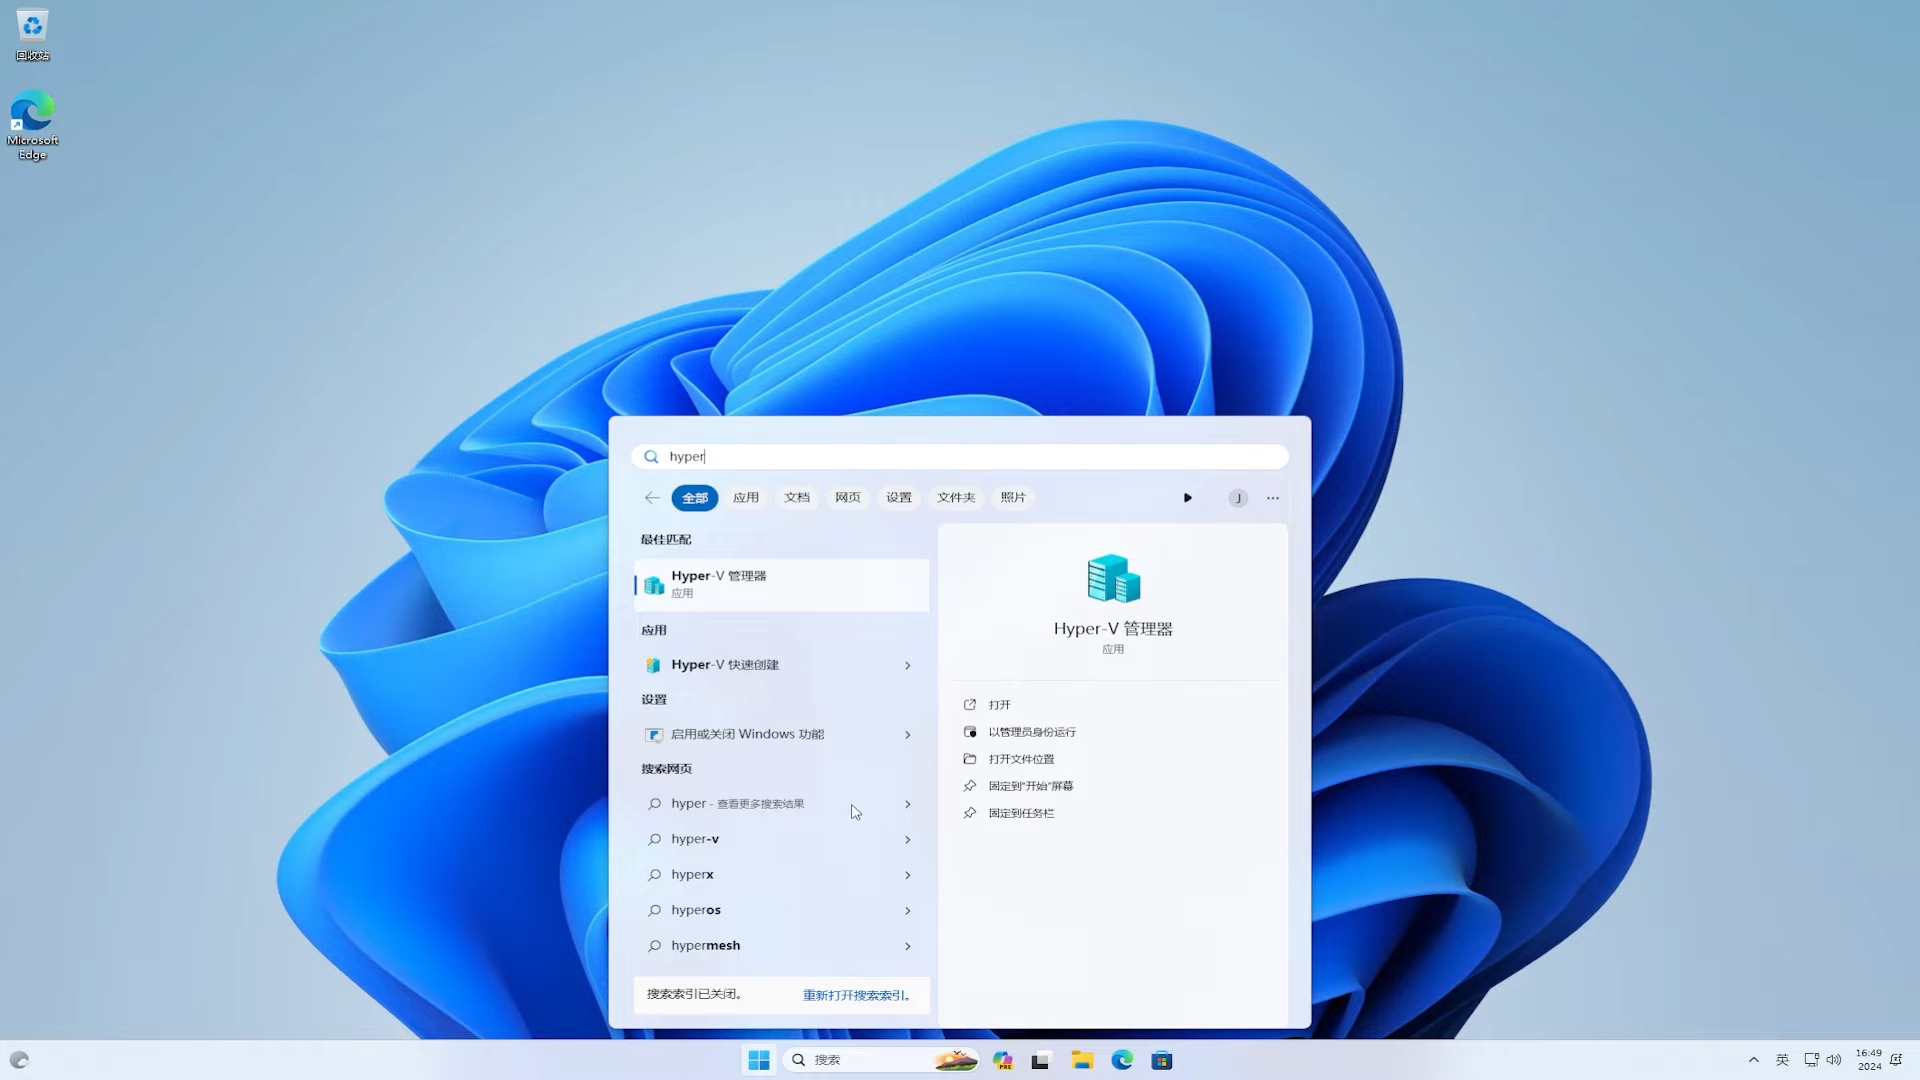 回收站
Microsoft
Edge
hyper
全部 应用 文档 网页 设置 文件夹 照片 J
最佳匹配
Hyper-V 管理器
应用
应用
Hyper-V 快速创建
设置
启用或关闭 Windows 功能
搜索网页
hyper - 查看更多搜索结果
hyper-v
hyperx
hyperos
hypermesh
搜索索引已关闭。 重新打开搜索索引。
Hyper-V 管理器
应用
打开
以管理员身份运行
打开文件位置
固定到"开始"屏幕
固定到任务栏
搜索
PRE
英
16:49
2024